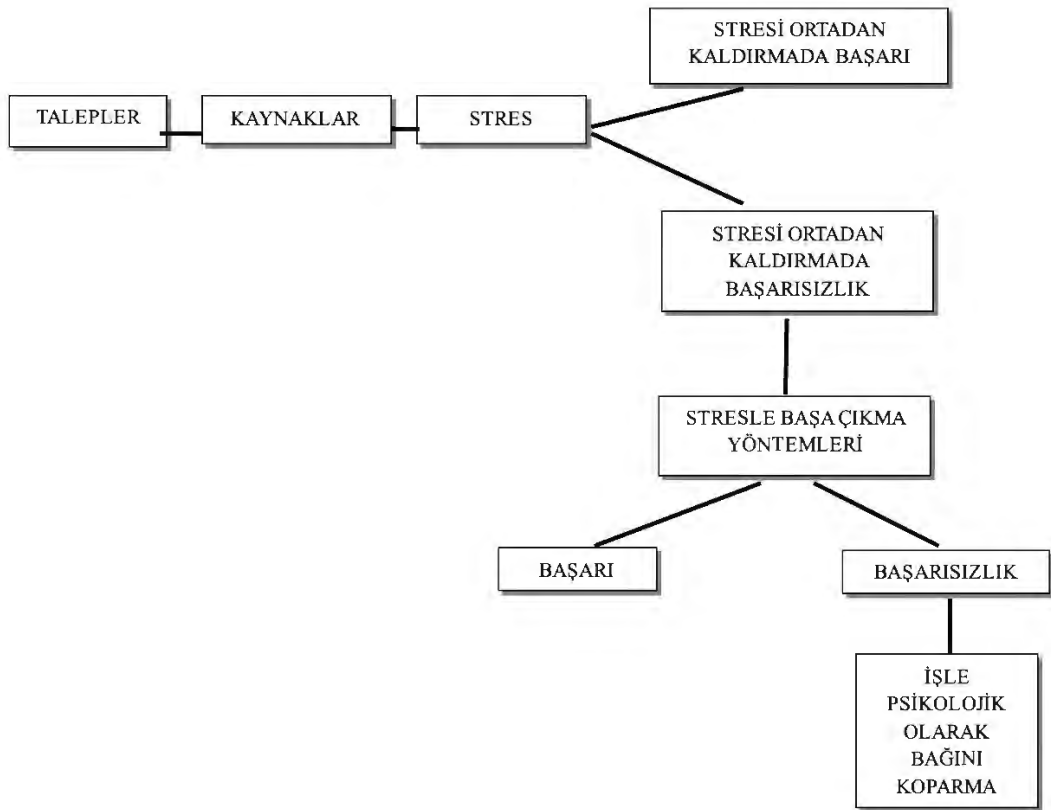 STRESİ ORTADAN
KALDIRMADA BAŞARI
TALEPLER
KAYNAKLAR
STRES
STRESİ ORTADAN
KALDIRMADA
BAŞARISIZLIK
STRESLE BAŞA ÇIKMA
YÖNTEMLERİ
BAŞARI
BAŞARISIZLIK
İŞLE
PSİKOLOJİK
OLARAK
BAĞINI
KOPARMA